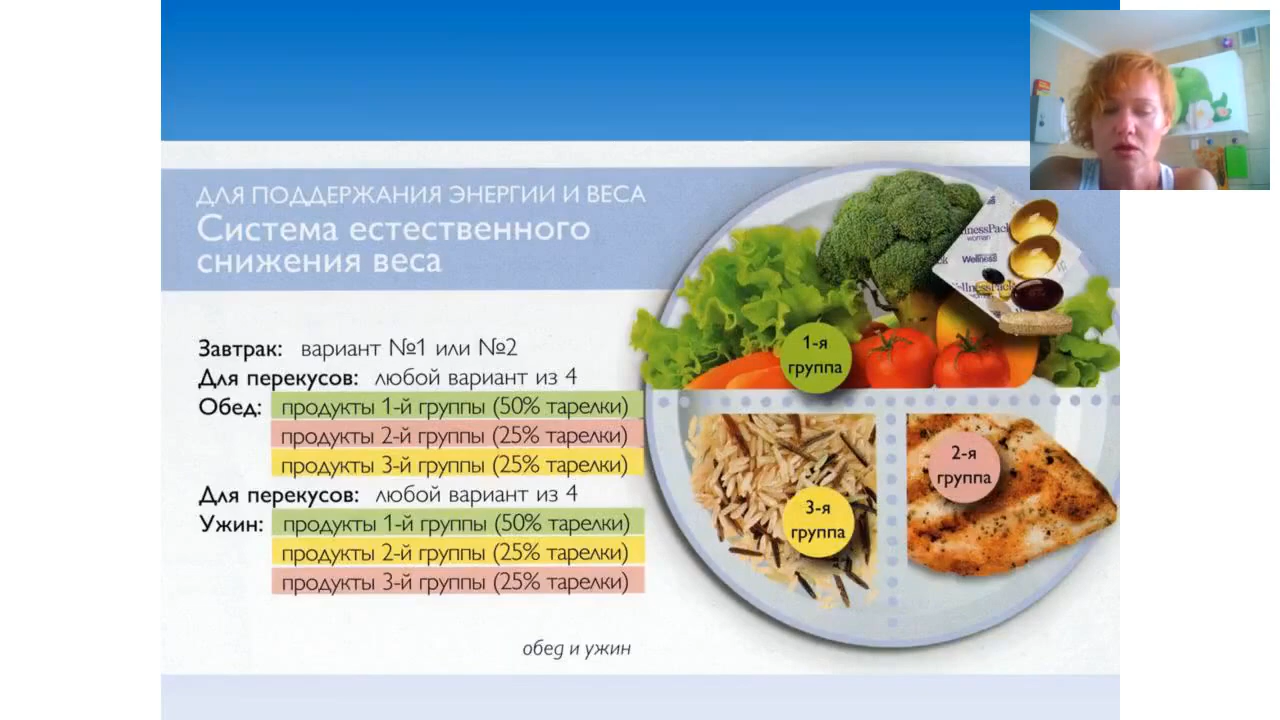 ДЛЯ ПОДДЕРЖАНИЯ ЭНЕРГИИ И ВЕСА
Система естественного
снижения веса
Завтрак: вариант №1 или №2
Для перекусов: любой вариант из 4
Обед: продукты 1-й группы (50% тарелки)
продукты 2-й группы (25% тарелки)
продукты 3-й группы (25% тарелки)
Для перекусов: любой вариант из 4
Ужин: продукты 1-й группы (50% тарелки)
продукты 2-й группы (25% тарелки)
продукты 3-й группы (25% тарелки)
обед и ужин
1-я
группа
2-я
группа
3-я
группа
woman
Wellness